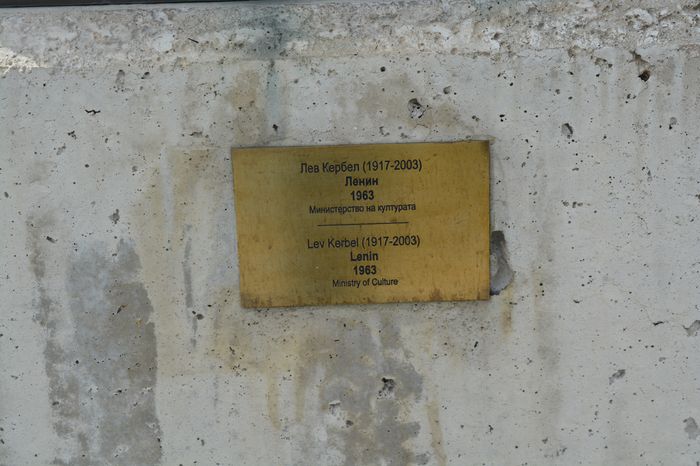 Лев Кербел (1917-2003)
Ленин
1963
Министерство на културата
Lev Kerbel (1917-2003)
Lenin
1963
Ministry of Culture